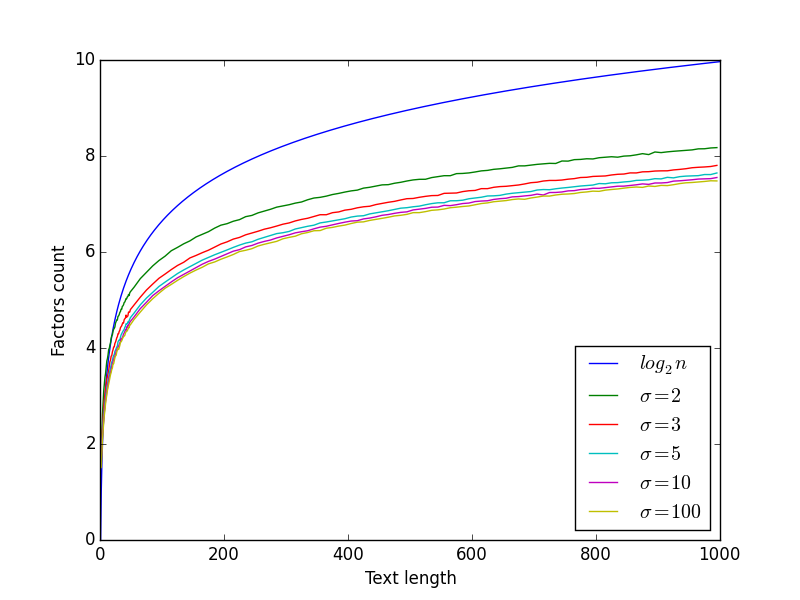 10
8
6
4
2
0
Factors count
0 200 400 600 800 1000
Text length
log₂n
σ=2
σ=3
σ=5
σ=10
σ=100